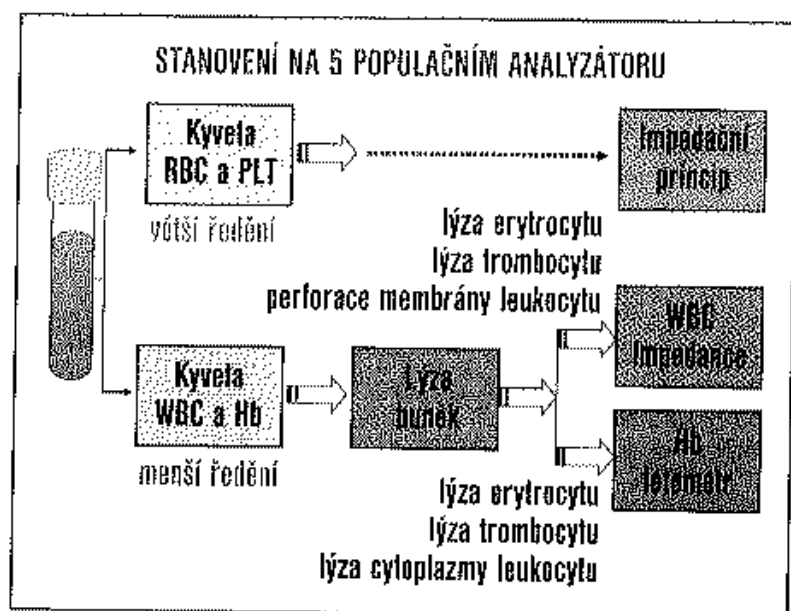 STANOVENÍ NA 5 POPULAČNÍM ANALYZÁTORU
Kyveta
RBC a PLT
větší ředění
Impedační
princip
lýza erytrocytu
lýza trombocytu
perforace membrány leukocytu
WBC
Impedance
Kyveta
WBC a Hb
menší ředění
Lýza
buněk
Hb
lýza erytrocytu
lýza trombocytu
lýza cytoplazmy leukocytu